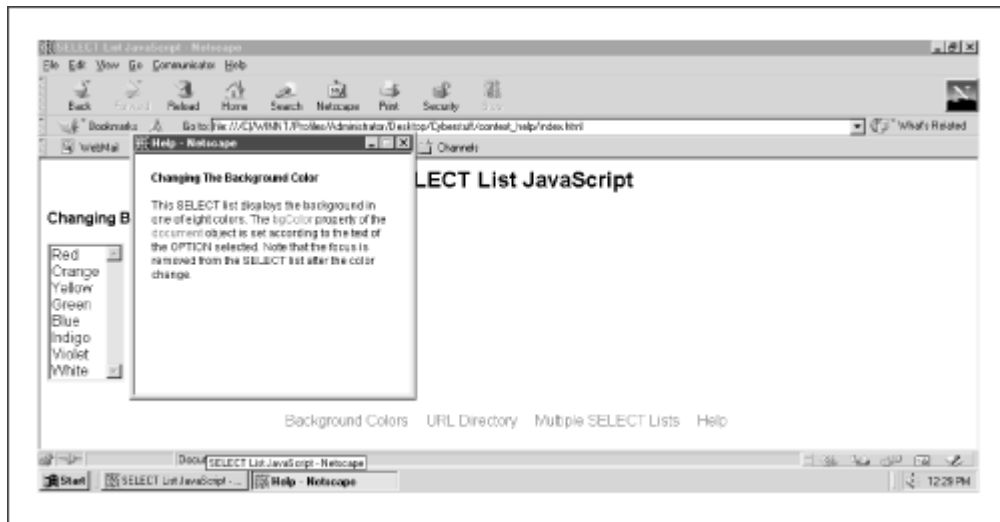 SELECT List JavaScript - Netscape
File Edit View Go Communicator Help
Back Forward Reload Home Search Netscape Print Security Stop
Bookmarks Go to: file:///C|/WINNT/Profiles/Administrator/Desktop/Cyberstuff/context_help/index.html What's Related
WebMail Channels
Help - Netscape
LECT List JavaScript
Changing The Background Color
This SELECT list displays the background in
one of eight colors. The bgColor property of the
document object is set according to the text of
the OPTION selected. Note that the focus is
removed from the SELECT list after the color
change.
Changing B
Red
Orange
Yellow
Green
Blue
Indigo
Violet
White
Background Colors URL Directory Multiple SELECT Lists Help
Docu
SELECT List JavaScript - Netscape
Start SELECT List JavaScript - ... Help - Netscape 12:29 PM